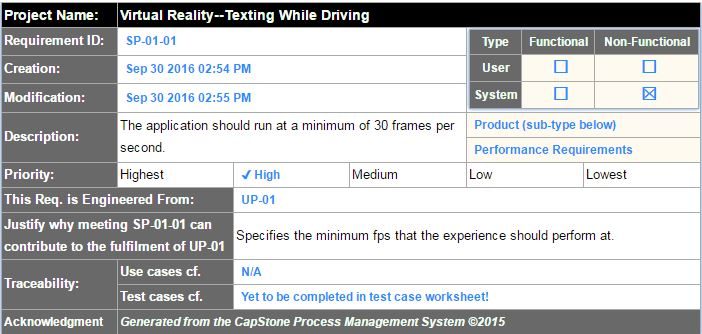 Project Name: Virtual Reality--Texting While Driving
Requirement ID: SP-01-01
Type Functional Non-Functional
Creation: Sep 30 2016 02:54 PM
User
Modification: Sep 30 2016 02:55 PM
System
Description: The application should run at a minimum of 30 frames per
second.
Product (sub-type below)
Performance Requirements
Priority: Highest ✓ High Medium Low Lowest
This Req. is Engineered From: UP-01
Justify why meeting SP-01-01 can
contribute to the fulfilment of UP-01
Specifies the minimum fps that the experience should perform at.
Traceability:
Use cases cf. N/A
Test cases cf. Yet to be completed in test case worksheet!
Acknowledgment Generated from the CapStone Process Management System ©2015